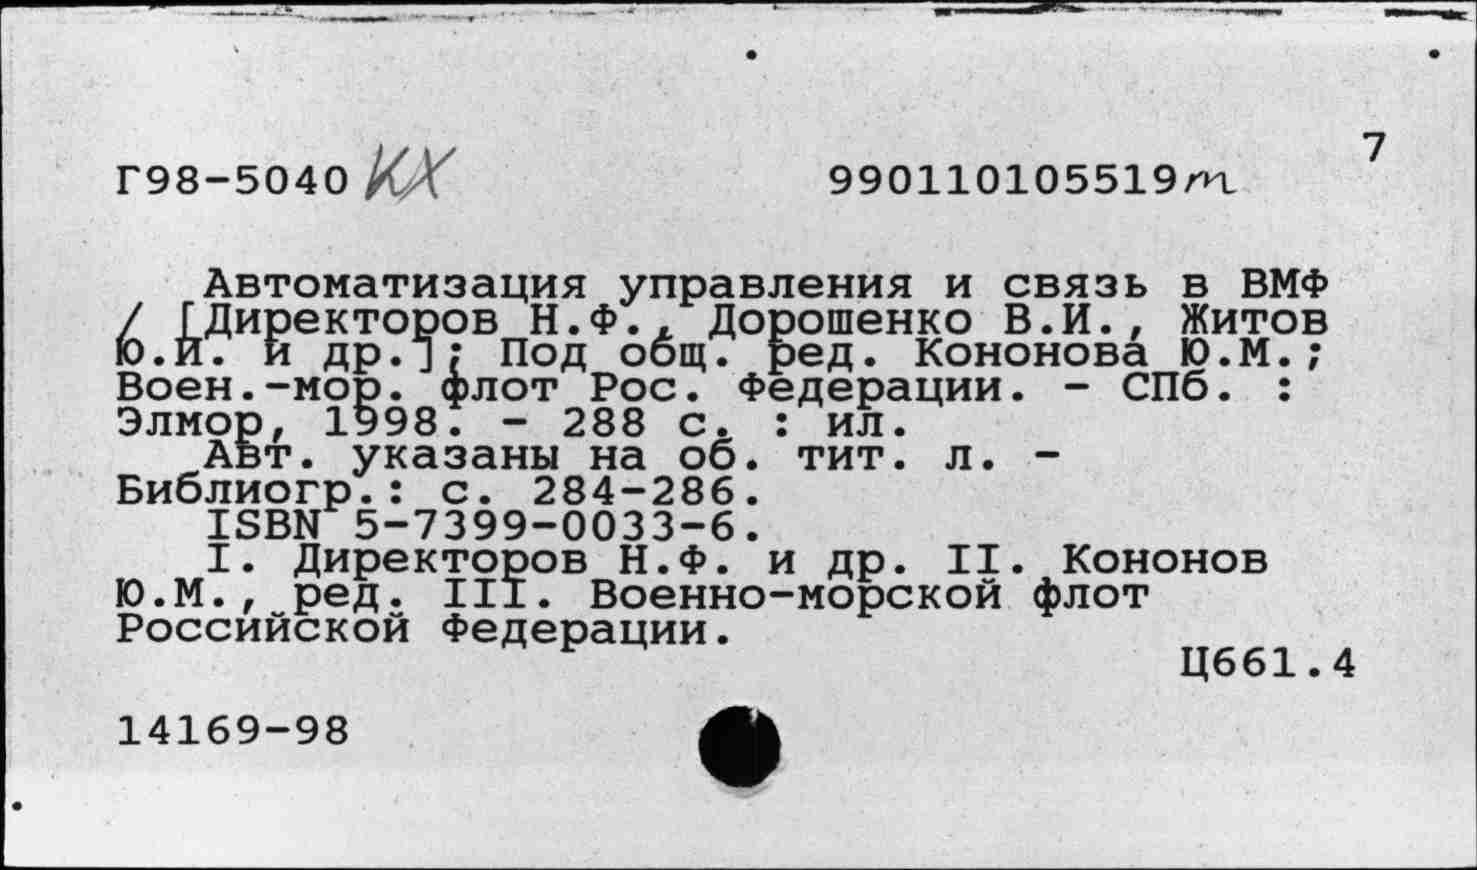 7
Г98-5040 КХ 990110105519m
Автоматизация управления и связь в ВМФ
/ [Директоров Н.Ф., Дорошенко В.И., Житов
Ю.И. и др.]; Под общ. ред. Кононова Ю.М.;
Воен.-мор. флот Рос. Федерации. - СПб. :
Элмор, 1998. - 288 с. : ил.
Авт. указаны на об. тит. л. -
Библиогр.: с. 284-286.
ISBN 5-7399-0033-6.
I. Директоров Н.Ф. и др. II. Кононов
Ю.М., ред. III. Военно-морской флот
Российской Федерации.
Ц661.4
14169-98